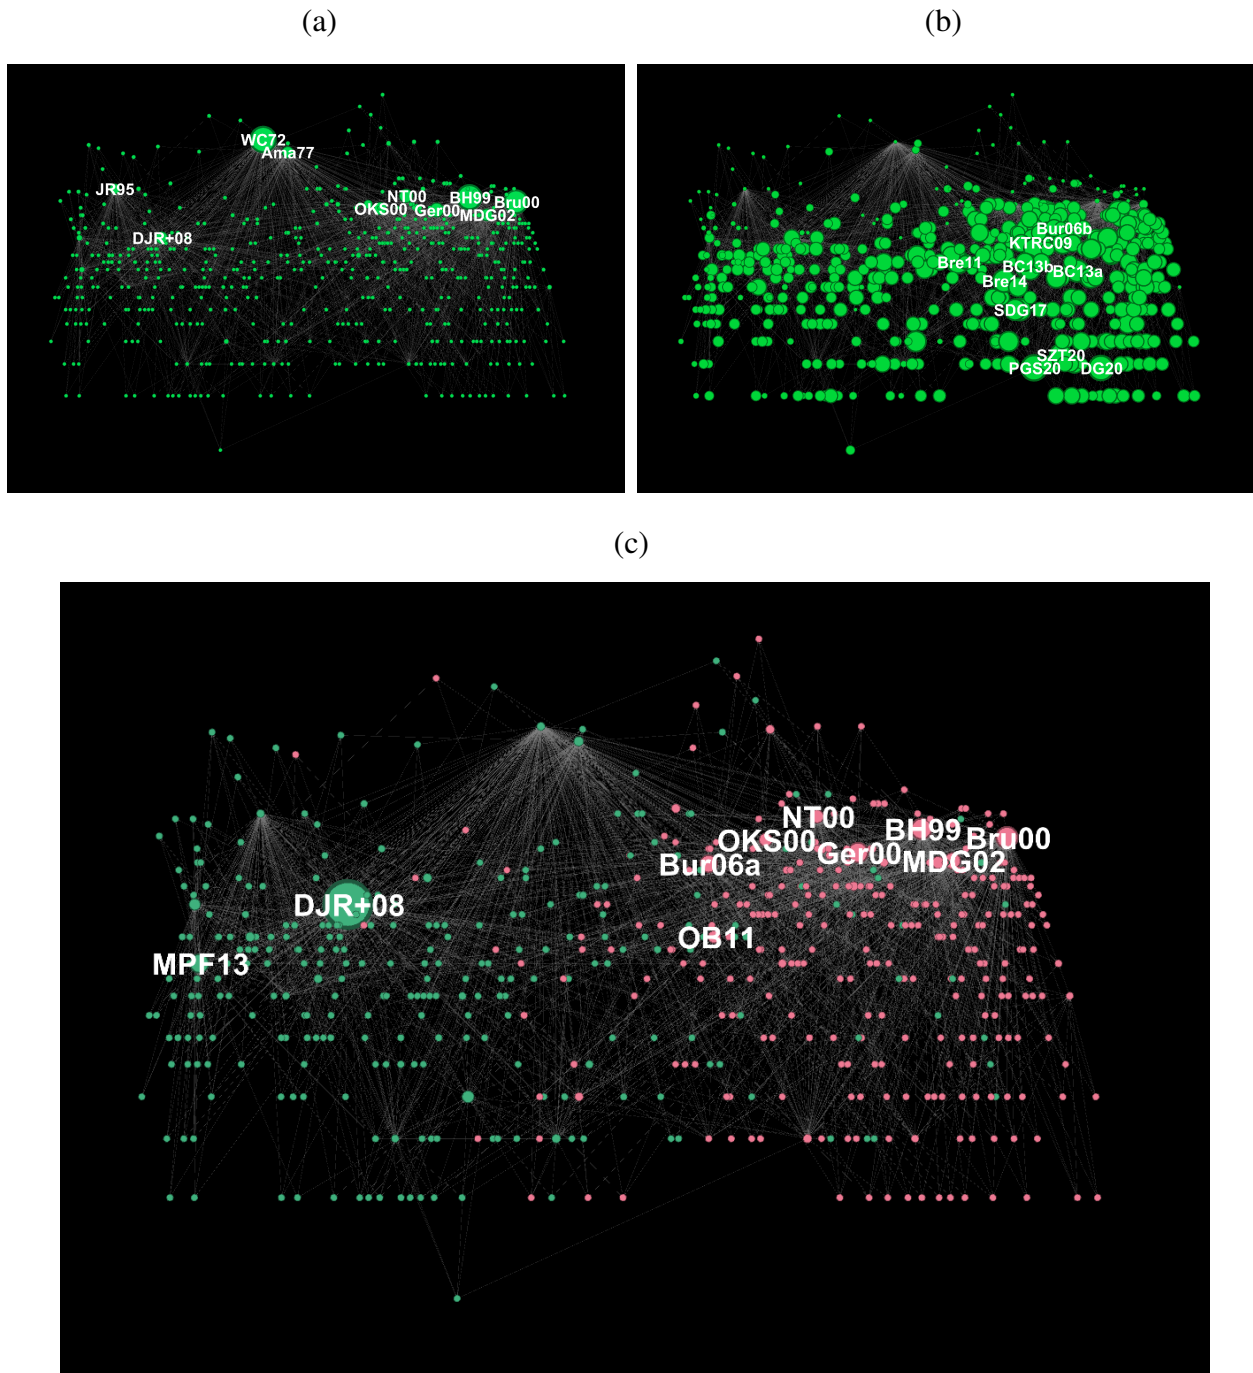 (a)
(b)
WC72
Ama77
JR95
NT00
BH99
Bru00
OKS00
Ger00
MDG02
DJR+08
Bur06b
KTRC09
Bre11
BC13b
BC13a
Bre14
SDG17
SZT20
PGS20
DG20
(c)
NT00
OKS00
BH99
Bru00
Ger00
MDG02
Bur06a
DJR+08
OB11
MPF13